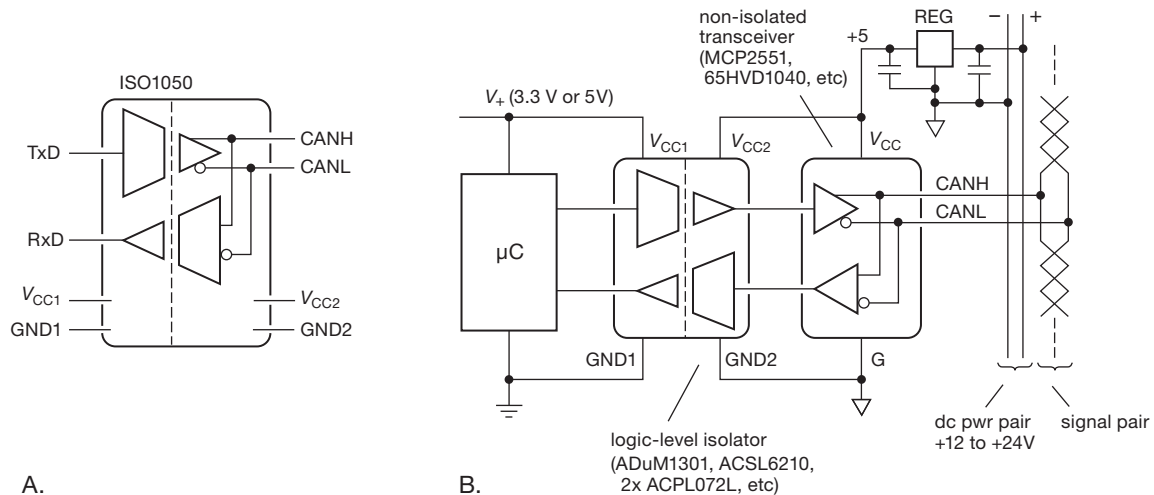 ISO1050
TxD
CANH
CANL
RxD
VCC1
VCC2
GND1
GND2
A.
non-isolated
transceiver
(MCP2551,
65HVD1040, etc)
+5
REG
−
+
V+ (3.3 V or 5V)
VCC1
VCC2
VCC
CANH
CANL
µC
GND1
GND2
G
logic-level isolator
(ADuM1301, ACSL6210,
2x ACPL072L, etc)
dc pwr pair
+12 to +24V
signal pair
B.